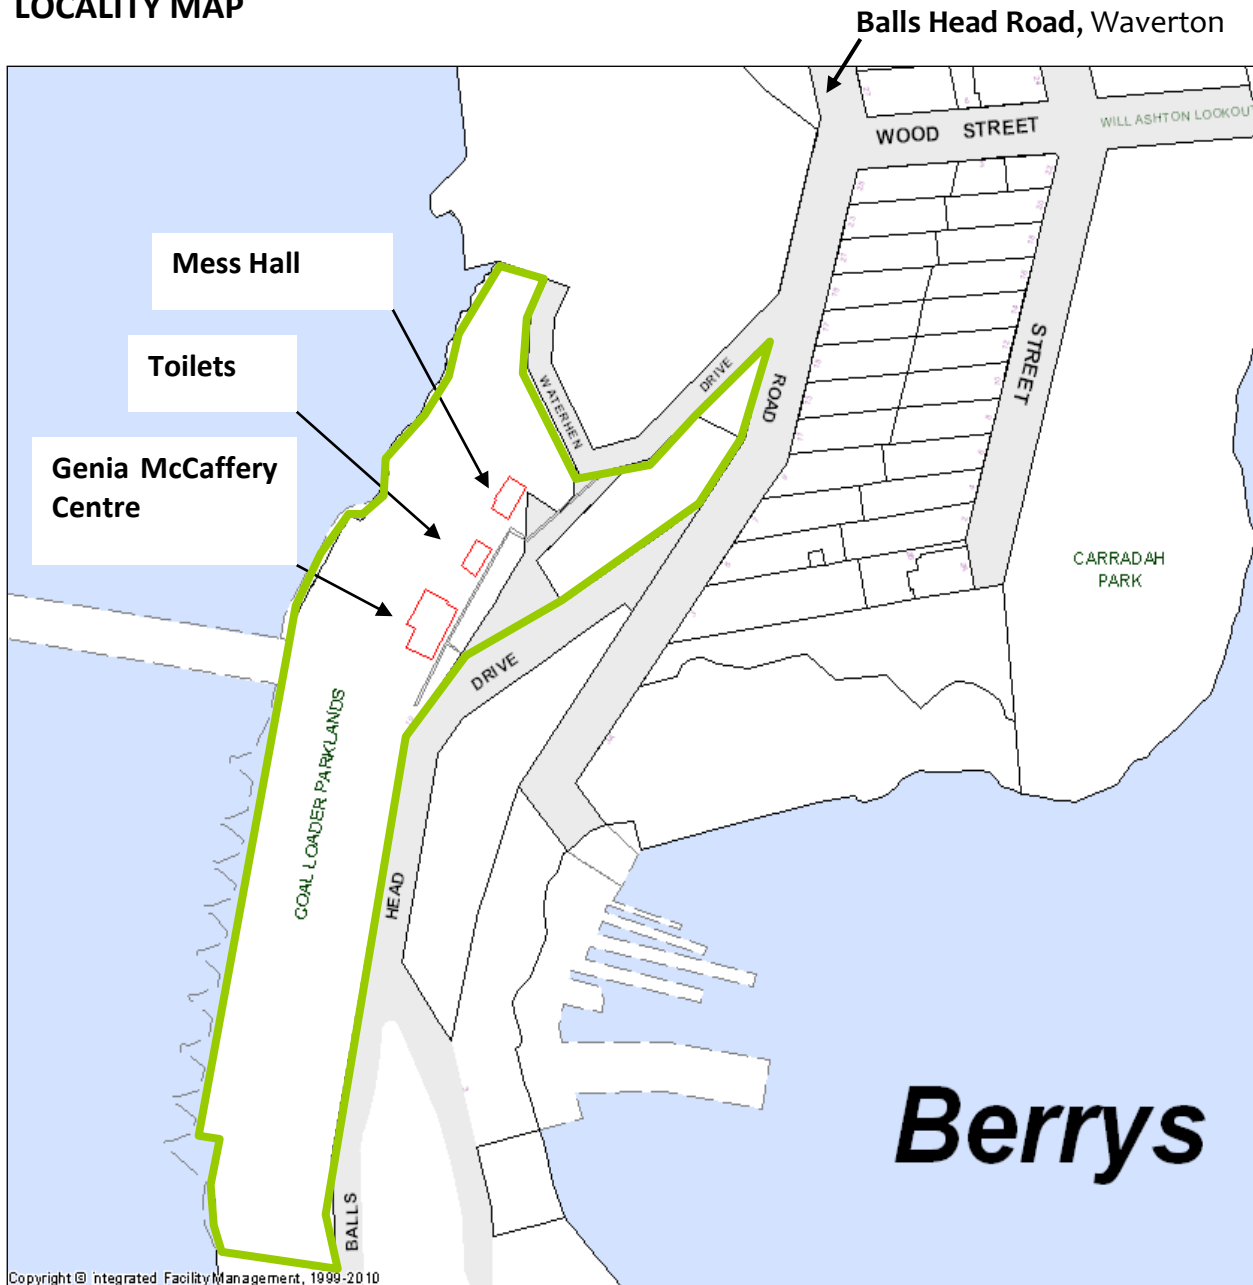 LOCALITY MAP
Balls Head Road, Waverton
WOOD STREET
WILL ASHTON LOOKOUT
Mess Hall
Toilets
Genia McCaffery
Centre
WATERHEN
DRIVE
ROAD
STREET
CARRADAH
PARK
DRIVE
COAL LOADER PARKLANDS
HEAD
BALLS
Berrys
Copyright © integrated Facility Management, 1999-2010